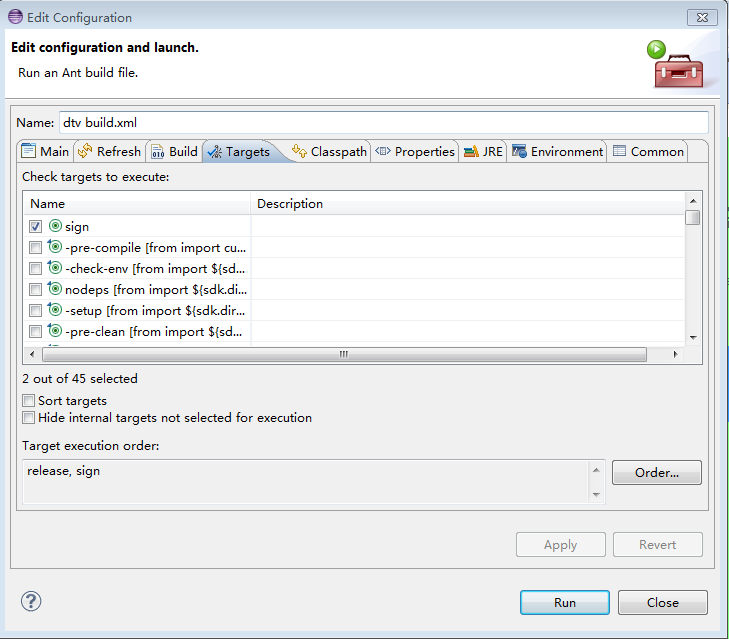 Edit Configuration
Edit configuration and launch.
Run an Ant build file.
Name: dtv build.xml
Main Refresh Build Targets Classpath Properties JRE Environment Common
Check targets to execute:
Name Description
sign
-pre-compile [from import cu...
-check-env [from import ${sd...
nodeps [from import ${sdk.di...
-setup [from import ${sdk.dir...
-pre-clean [from import ${sd...
2 out of 45 selected
Sort targets
Hide internal targets not selected for execution
Target execution order:
release, sign
Order...
Apply Revert
Run Close